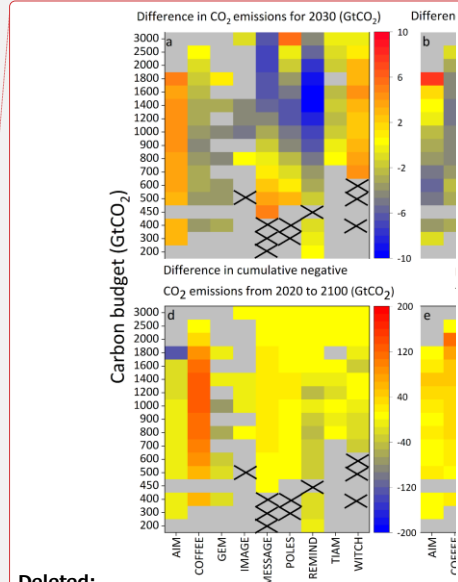 Difference in CO2 emissions for 2030 (GtCO2)
Differen
a
b
3000
2500
2000
1800
1600
1400
1200
1000
900
800
700
600
500
450
400
300
200
10
6
2
-2
-6
-10
Carbon budget (GtCO2)
Difference in cumulative negative
CO2 emissions from 2020 to 2100 (GtCO2)
d
e
3000
2500
2000
1800
1600
1400
1200
1000
900
800
700
600
500
450
400
300
200
200
120
40
-40
-120
-200
AIM
COFFEE
GEM
IMAGE
MESSAGE
POLES
REMIND
TIAM
WITCH
AIM
COFFEE
Deleted: